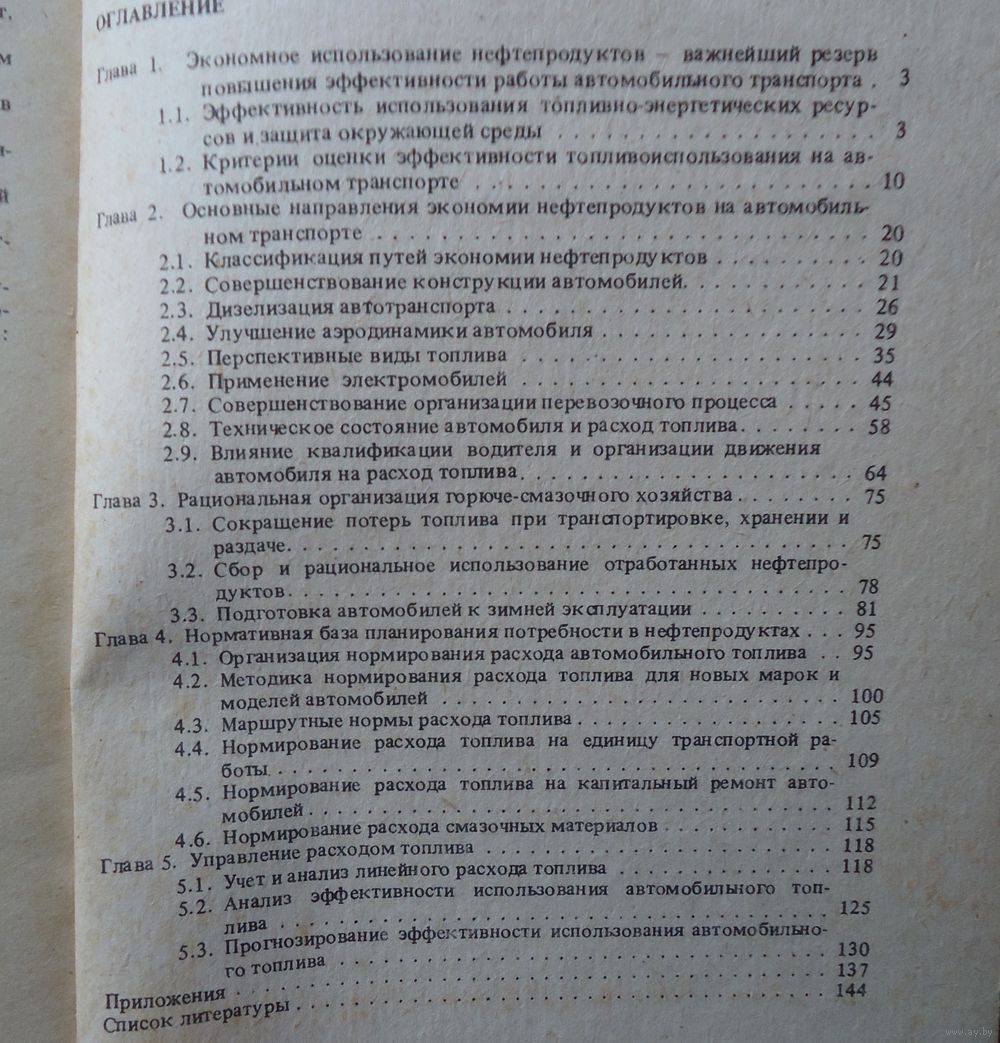 ОГЛАВЛЕНИЕ
Глава 1. Экономное использование нефтепродуктов — важнейший резерв
повышения эффективности работы автомобильного транспорта . 3
1.1. Эффективность использования топливно-энергетических ресур-
сов и защита окружающей среды . . . . . . . . . . . . . . 3
1.2. Критерии оценки эффективности топливоиспользования на ав-
томобильном транспорте . . . . . . . . . . . . . . . . . 10
Глава 2. Основные направления экономии нефтепродуктов на автомобиль-
ном транспорте . . . . . . . . . . . . . . . . . . . . . 20
2.1. Классификация путей экономии нефтепродуктов . . . . . . . . 20
2.2. Совершенствование конструкции автомобилей. . . . . . . . . 21
2.3. Дизелизация автотранспорта . . . . . . . . . . . . . . . 26
2.4. Улучшение аэродинамики автомобиля . . . . . . . . . . . . 29
2.5. Перспективные виды топлива . . . . . . . . . . . . . . . 35
2.6. Применение электромобилей . . . . . . . . . . . . . . . 44
2.7. Совершенствование организации перевозочного процесса . . . . . 45
2.8. Техническое состояние автомобиля и расход топлива. . . . . . . 58
2.9. Влияние квалификации водителя и организации движения
автомобиля на расход топлива. . . . . . . . . . . . . . . 64
Глава 3. Рациональная организация горюче-смазочного хозяйства . . . . . . 75
3.1. Сокращение потерь топлива при транспортировке, хранении и
раздаче. . . . . . . . . . . . . . . . . . . . . . . . 75
3.2. Сбор и рациональное использование отработанных нефтепро-
дуктов . . . . . . . . . . . . . . . . . . . . . . . . 78
3.3. Подготовка автомобилей к зимней эксплуатации . . . . . . . . 81
Глава 4. Нормативная база планирования потребности в нефтепродуктах . . . 95
4.1. Организация нормирования расхода автомобильного топлива . . 95
4.2. Методика нормирования расхода топлива для новых марок и
моделей автомобилей . . . . . . . . . . . . . . . . . . 100
4.3. Маршрутные нормы расхода топлива . . . . . . . . . . . . 105
4.4. Нормирование расхода топлива на единицу транспортной ра-
боты. . . . . . . . . . . . . . . . . . . . . . . . . 109
4.5. Нормирование расхода топлива на капитальный ремонт авто-
мобилей . . . . . . . . . . . . . . . . . . . . . . . 112
4.6. Нормирование расхода смазочных материалов . . . . . . . . 115
Глава 5. Управление расходом топлива . . . . . . . . . . . . . . . 118
5.1. Учет и анализ линейного расхода топлива . . . . . . . . . . 118
5.2. Анализ эффективности использования автомобильного топ-
лива . . . . . . . . . . . . . . . . . . . . . . . . . 125
5.3. Прогнозирование эффективности использования автомобильно-
го топлива . . . . . . . . . . . . . . . . . . . . . . 130
Приложения . . . . . . . . . . . . . . . . . . . . . . . . . 137
Список литературы . . . . . . . . . . . . . . . . . . . . . . 144
www.ay.by